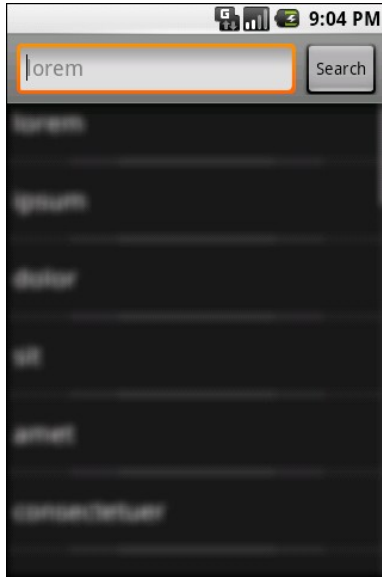 G 9:04 PM
lorem Search
lorem
ipsum
dolor
sit
amet
consectetuer